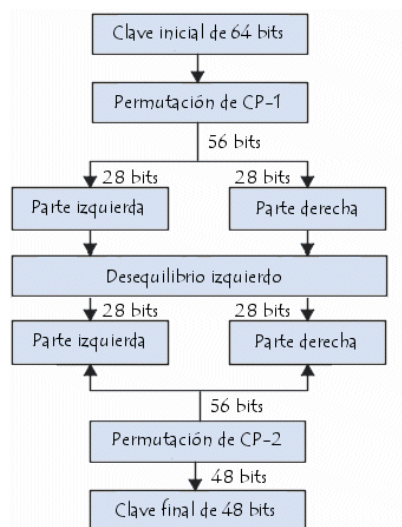 Clave inicial de 64 bits
Permutación de CP-1
56 bits
28 bits
28 bits
Parte izquierda
Parte derecha
Desequilibrio izquierdo
28 bits
28 bits
Parte izquierda
Parte derecha
56 bits
Permutación de CP-2
48 bits
Clave final de 48 bits